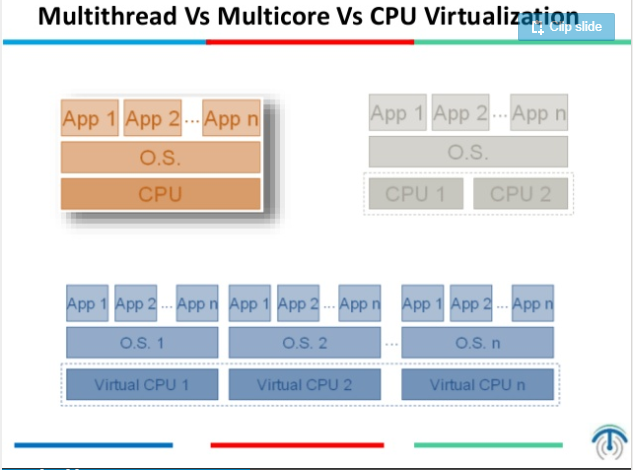 Multithread Vs Multicore Vs CPU Virtualization
Clip slide
App 1 App 2 ... App n
O.S.
CPU
App 1 App 2 ... App n
O.S.
CPU 1 CPU 2
App 1 App 2 ... App n App 1 App 2 ... App n App 1 App 2 ... App n
O.S. 1 O.S. 2 ... O.S. n
Virtual CPU 1 Virtual CPU 2 Virtual CPU n